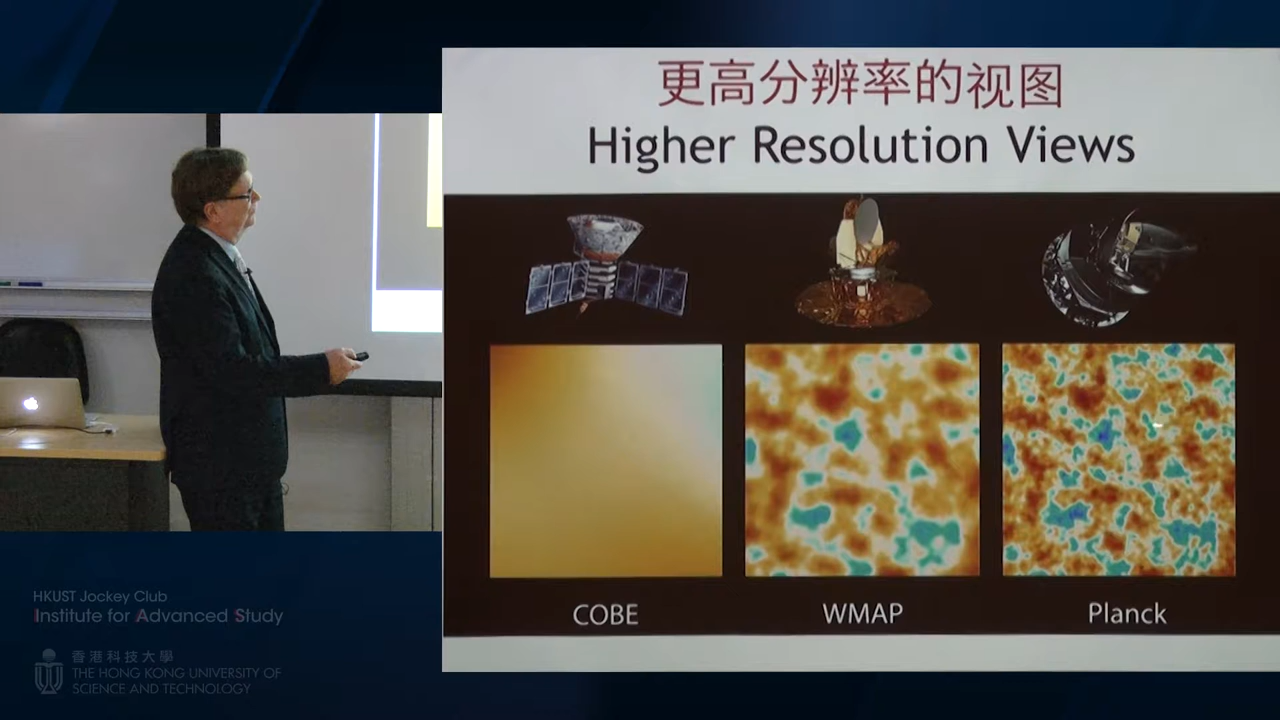 更高分辨率的视图
Higher Resolution Views
COBE
WMAP
Planck
HKUST Jockey Club
Institute for Advanced Study
香港科技大學
THE HONG KONG UNIVERSITY OF
SCIENCE AND TECHNOLOGY